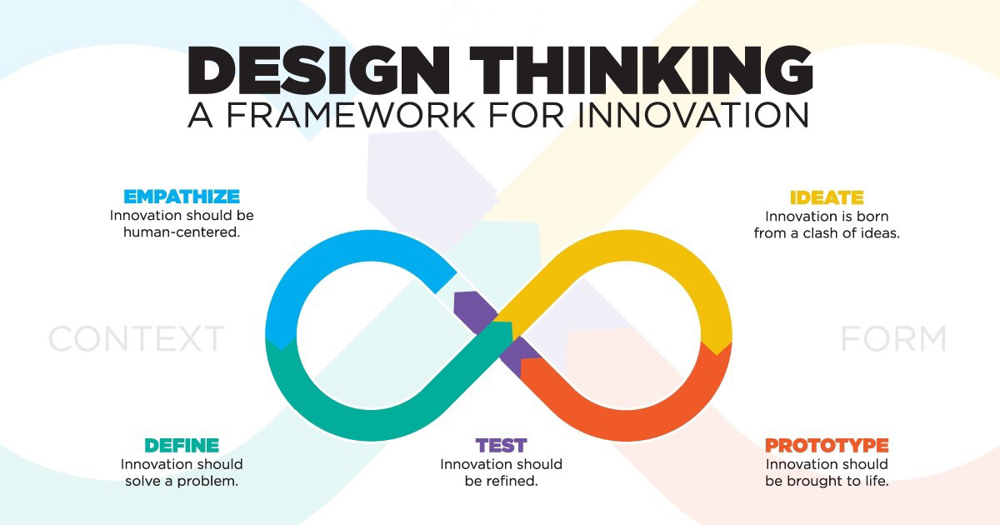 DESIGN THINKING
A FRAMEWORK FOR INNOVATION
EMPATHIZE
Innovation should be
human-centered.
IDEATE
Innovation is born
from a clash of ideas.
CONTEXT
FORM
DEFINE
Innovation should
solve a problem.
TEST
Innovation should
be refined.
PROTOTYPE
Innovation should
be brought to life.